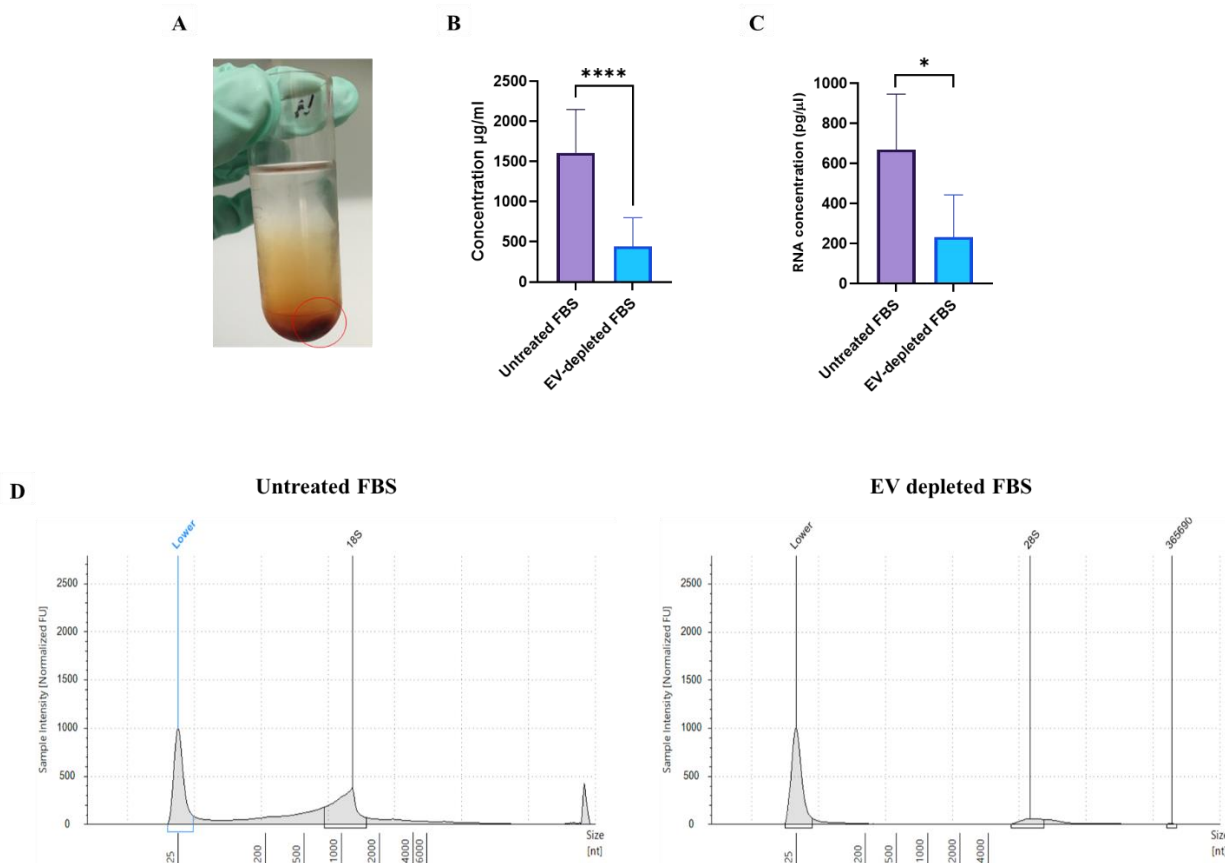 A
B
C
****
Concentration µg/ml
2500
2000
1500
1000
500
0
Untreated FBS
EV-depleted FBS
*
RNA concentration (pg/µl)
1000
800
600
400
200
0
Untreated FBS
EV-depleted FBS
D
Untreated FBS
Lower
18S
Sample Intensity [Normalized FU]
2500
2000
1500
1000
500
0
25
200
500
1000
2000
4000
6000
Size
[nt]
EV depleted FBS
Lower
28S
365690
Sample Intensity [Normalized FU]
2500
2000
1500
1000
500
0
25
200
500
1000
2000
4000
Size
[nt]